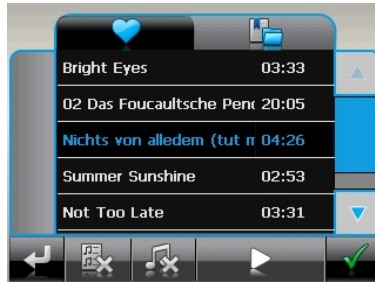 Bright Eyes 03:33
02 Das Foucaultsche Pen 20:05
Nichts von alledem (tut 04:26
Summer Sunshine 02:53
Not Too Late 03:31